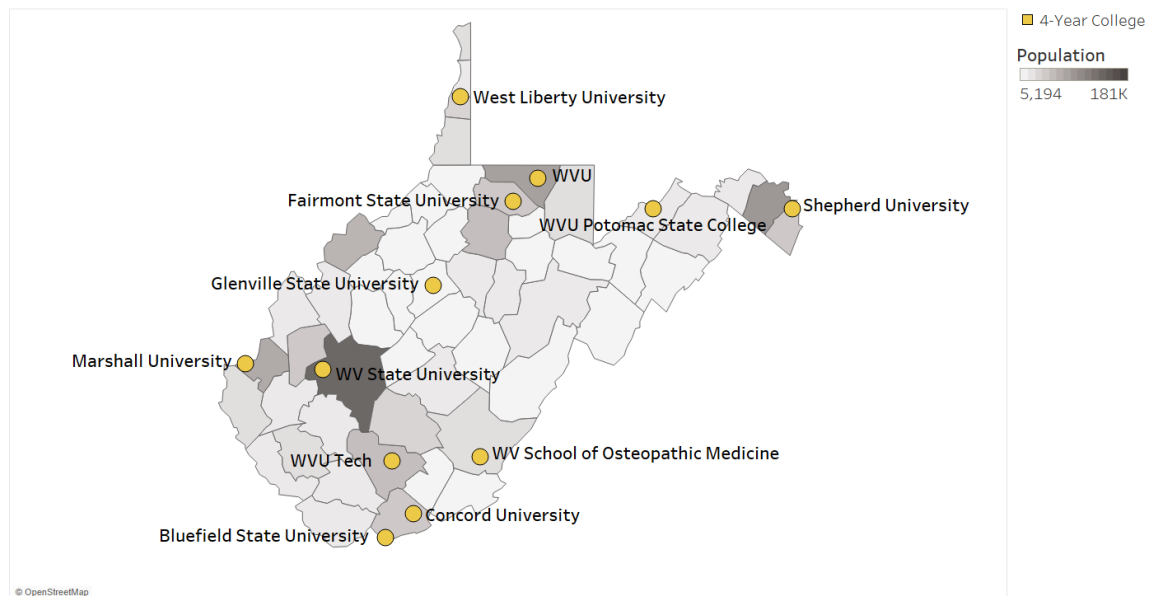 4-Year College
Population
5,194 181K
West Liberty University
WVU
Fairmont State University
Shepherd University
WVU Potomac State College
Glenville State University
Marshall University
WV State University
WV School of Osteopathic Medicine
WVU Tech
Concord University
Bluefield State University
© OpenStreetMap